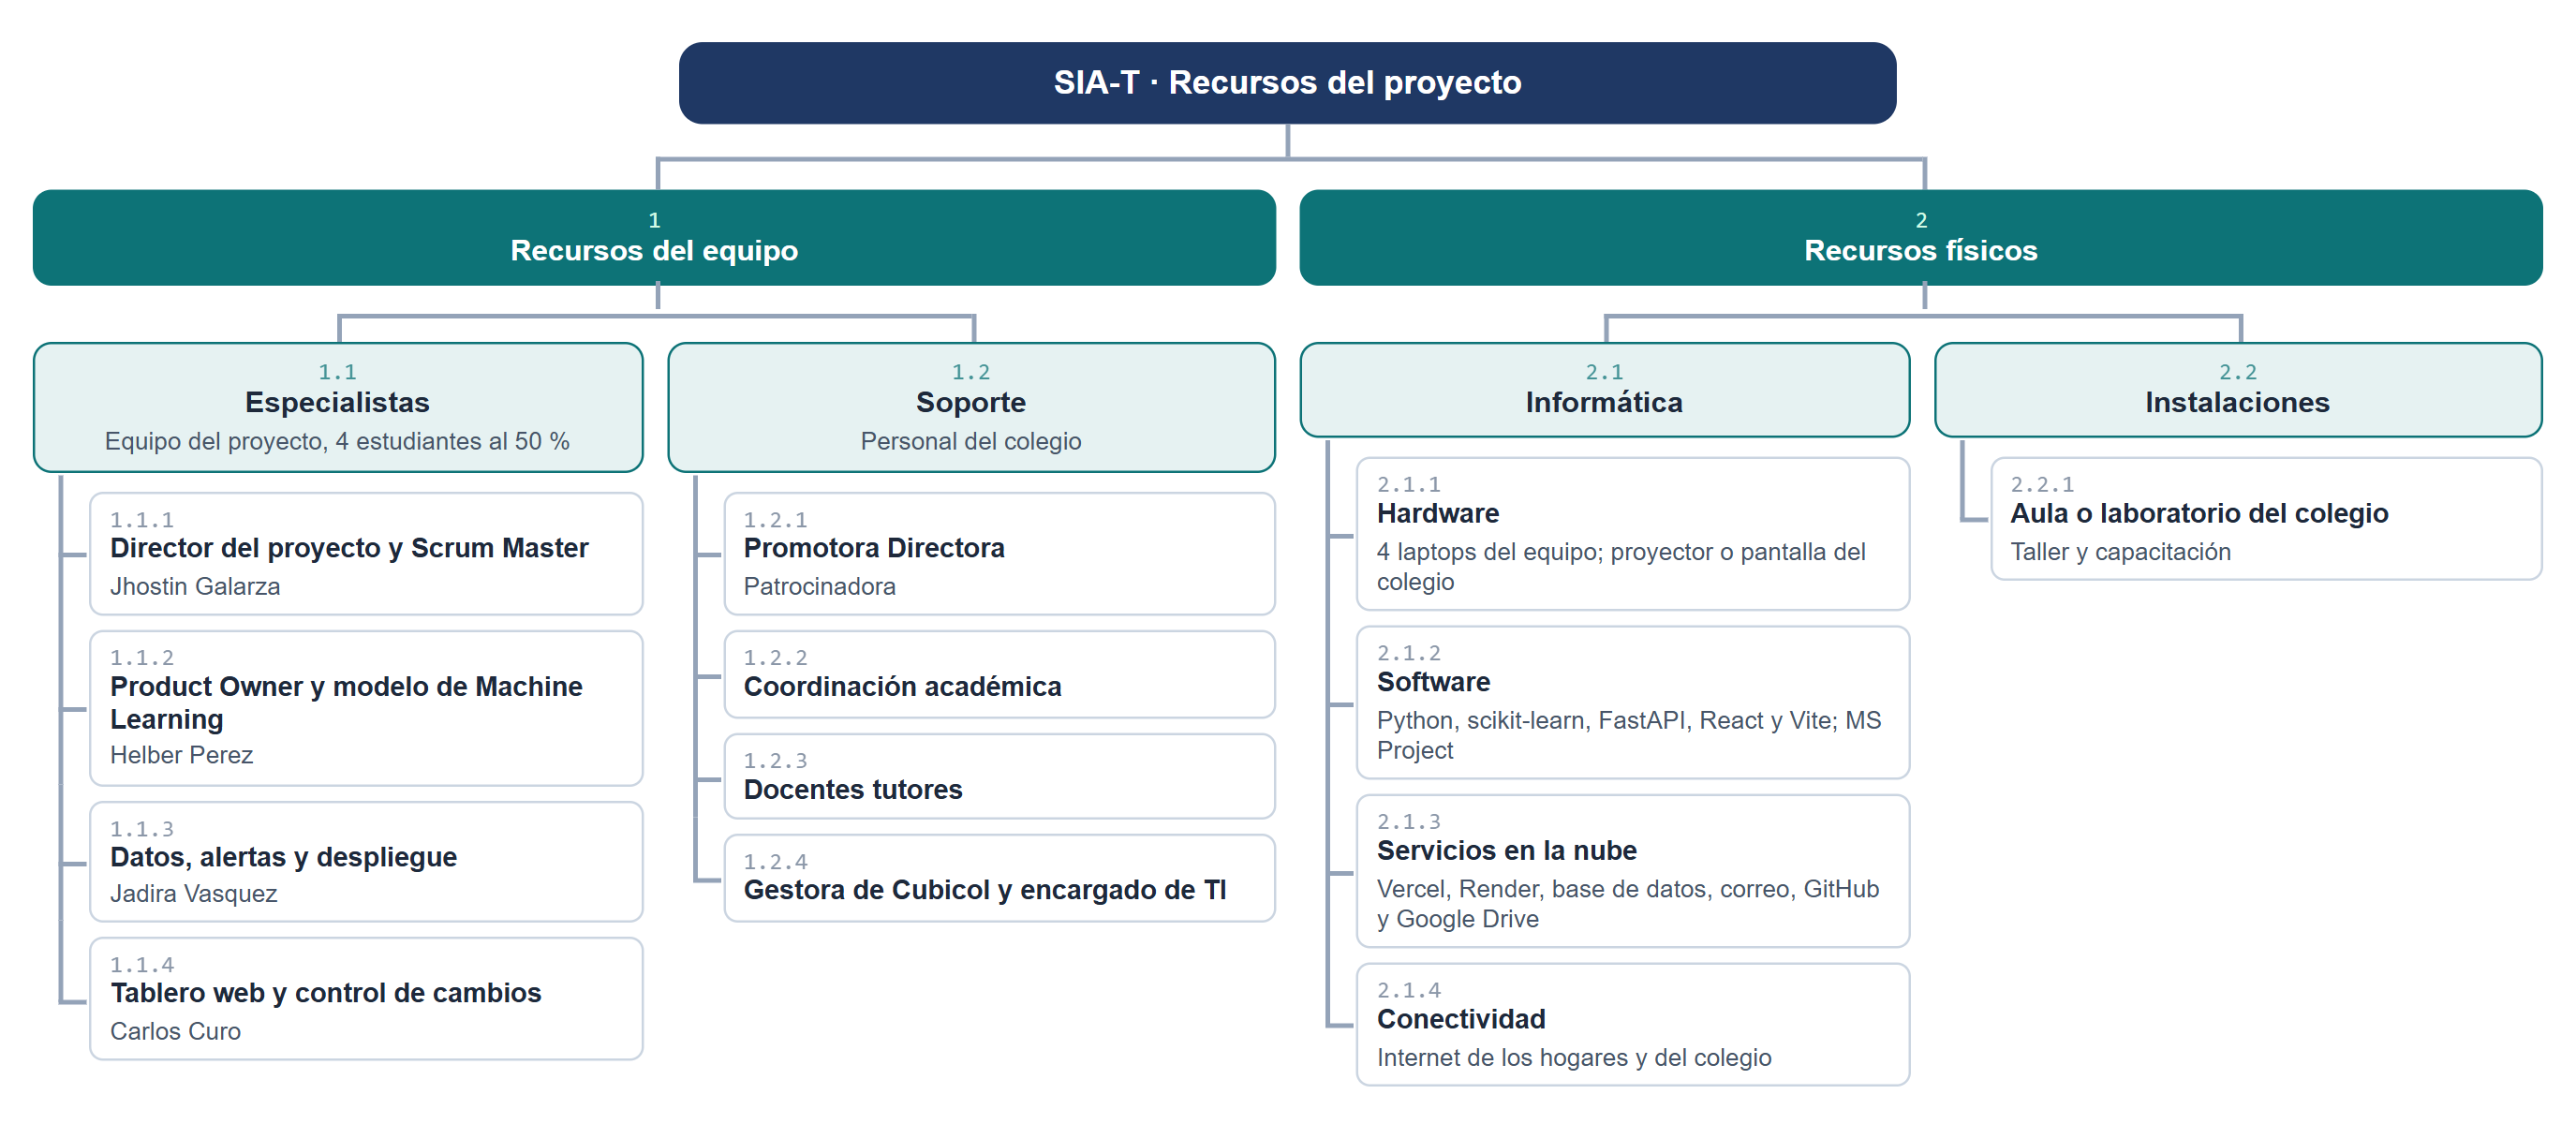 SIA-T · Recursos del proyecto
1
Recursos del equipo
2
Recursos físicos
1.1
Especialistas
Equipo del proyecto, 4 estudiantes al 50 %
1.1.1
Director del proyecto y Scrum Master
Jhostin Galarza
1.1.2
Product Owner y modelo de Machine
Learning
Helber Perez
1.1.3
Datos, alertas y despliegue
Jadira Vasquez
1.1.4
Tablero web y control de cambios
Carlos Curo
1.2
Soporte
Personal del colegio
1.2.1
Promotora Directora
Patrocinadora
1.2.2
Coordinación académica
1.2.3
Docentes tutores
1.2.4
Gestora de Cubicol y encargado de TI
2.1
Informática
2.1.1
Hardware
4 laptops del equipo; proyector o pantalla del
colegio
2.1.2
Software
Python, scikit-learn, FastAPI, React y Vite; MS
Project
2.1.3
Servicios en la nube
Vercel, Render, base de datos, correo, GitHub
y Google Drive
2.1.4
Conectividad
Internet de los hogares y del colegio
2.2
Instalaciones
2.2.1
Aula o laboratorio del colegio
Taller y capacitación